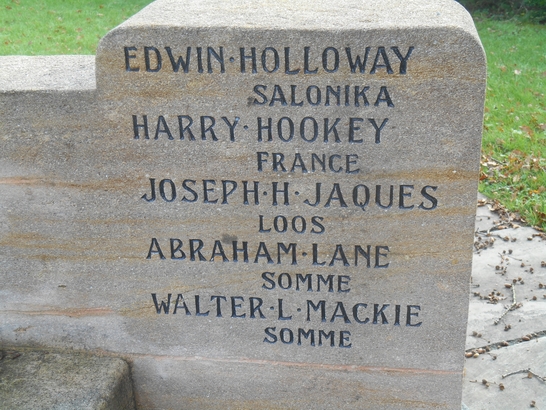 EDWIN·HOLLOWAY
SALONIKA
HARRY·HOOKEY
FRANCE
JOSEPH·H·JAQUES
LOOS
ABRAHAM·LANE
SOMME
WALTER·L·MACKIE
SOMME